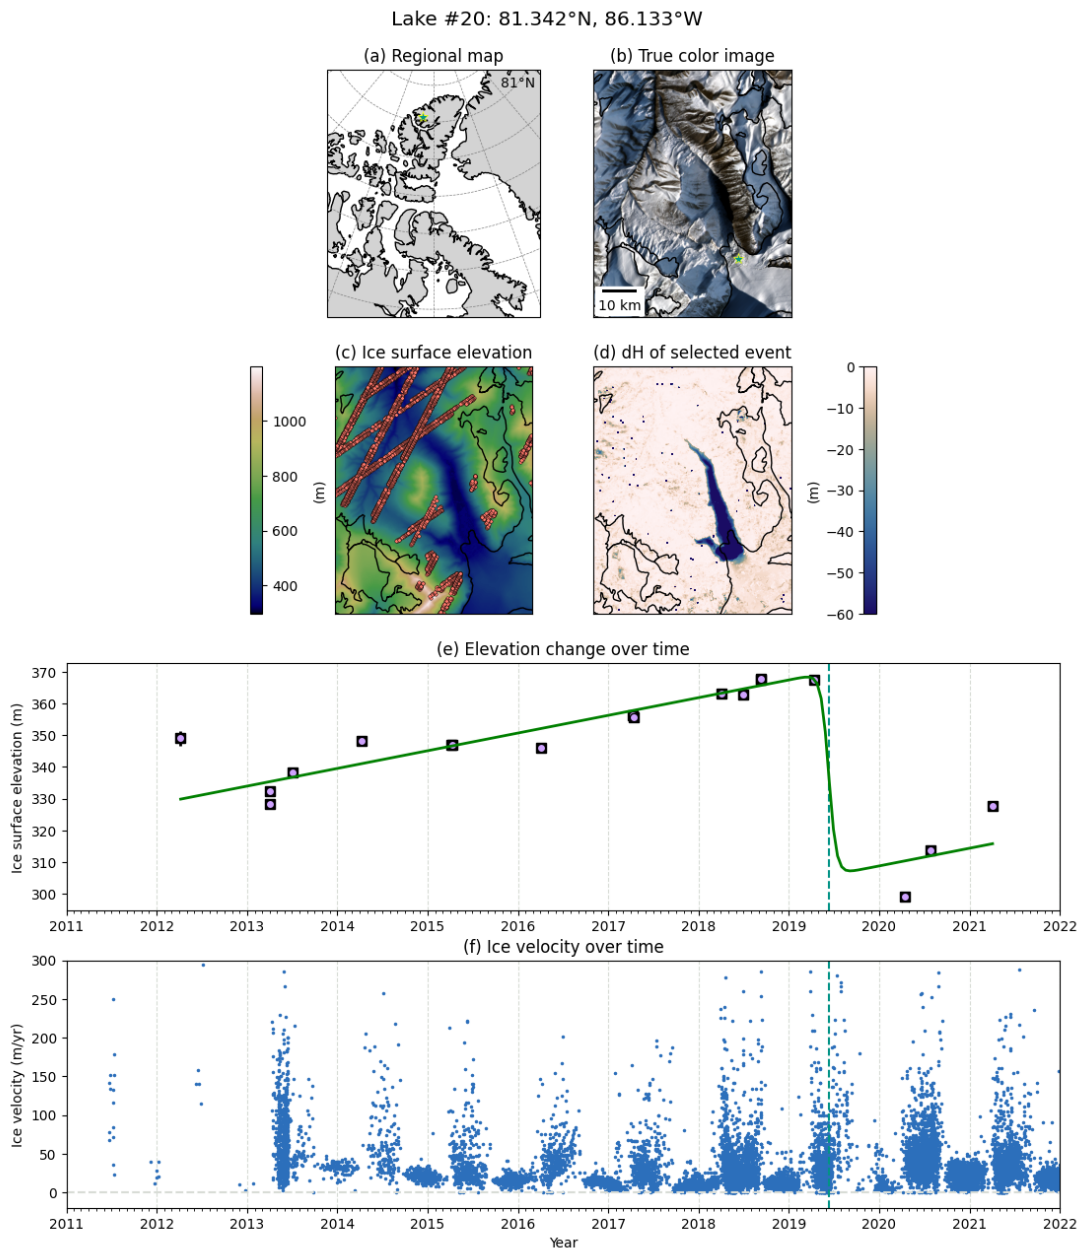 Lake #20: 81.342°N, 86.133°W
(a) Regional map
(b) True color image
81°N
10 km
(c) Ice surface elevation
(d) dH of selected event
1000
800
600
400
(m)
0
−10
−20
−30
−40
−50
−60
(m)
(e) Elevation change over time
370
360
350
340
330
320
310
300
Ice surface elevation (m)
2011 2012 2013 2014 2015 2016 2017 2018 2019 2020 2021 2022
(f) Ice velocity over time
300
250
200
150
100
50
0
Ice velocity (m/yr)
2011 2012 2013 2014 2015 2016 2017 2018 2019 2020 2021 2022
Year